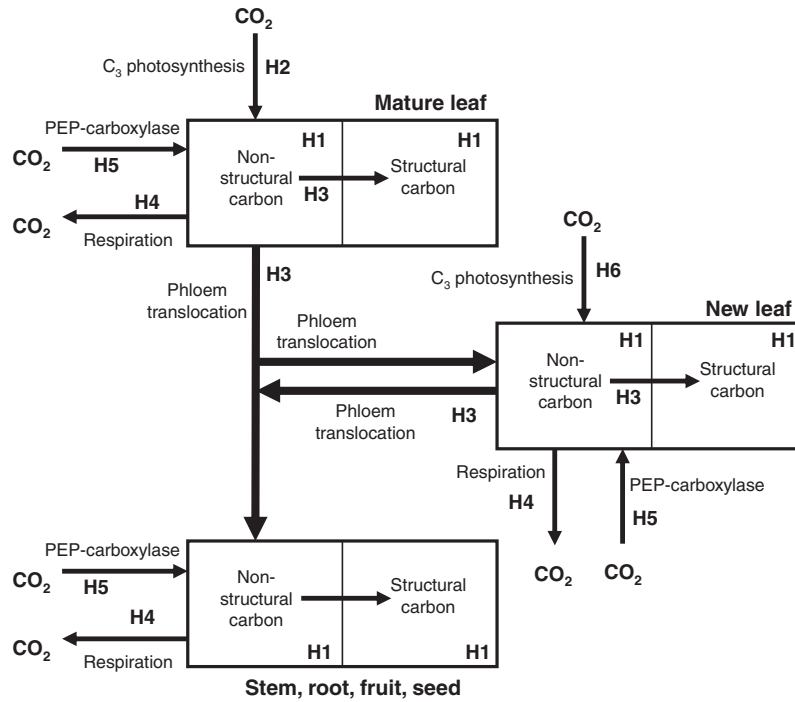 CO2
C3 photosynthesis
H2
Mature leaf
PEP-carboxylase
CO2
H5
H1
H1
Non-
structural
carbon
H3
Structural
carbon
H4
CO2
Respiration
H3
Phloem
translocation
CO2
C3 photosynthesis
H6
New leaf
Phloem
translocation
H1
H1
Non-
structural
carbon
H3
Structural
carbon
Phloem
translocation
H3
Respiration
H4
PEP-carboxylase
H5
CO2
CO2
PEP-carboxylase
CO2
H5
Non-
structural
carbon
Structural
carbon
H4
CO2
Respiration
H1
H1
Stem, root, fruit, seed